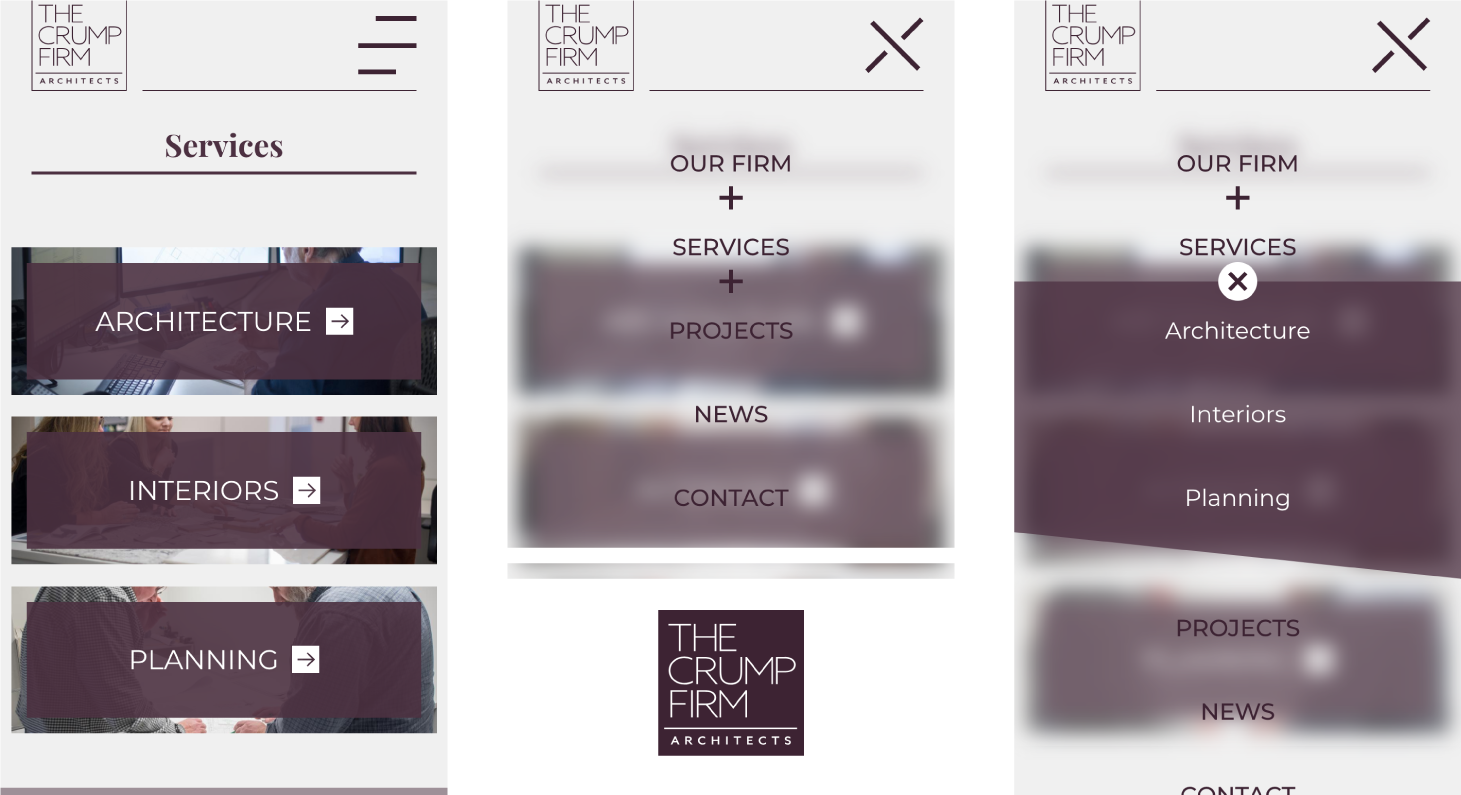 THE
CRUMP
FIRM
ARCHITECTS
Services
ARCHITECTURE
INTERIORS
PLANNING
THE
CRUMP
FIRM
ARCHITECTS
OUR FIRM
+
SERVICES
+
PROJECTS
NEWS
CONTACT
THE
CRUMP
FIRM
ARCHITECTS
THE
CRUMP
FIRM
ARCHITECTS
OUR FIRM
+
SERVICES
Architecture
Interiors
Planning
PROJECTS
NEWS
CONTACT